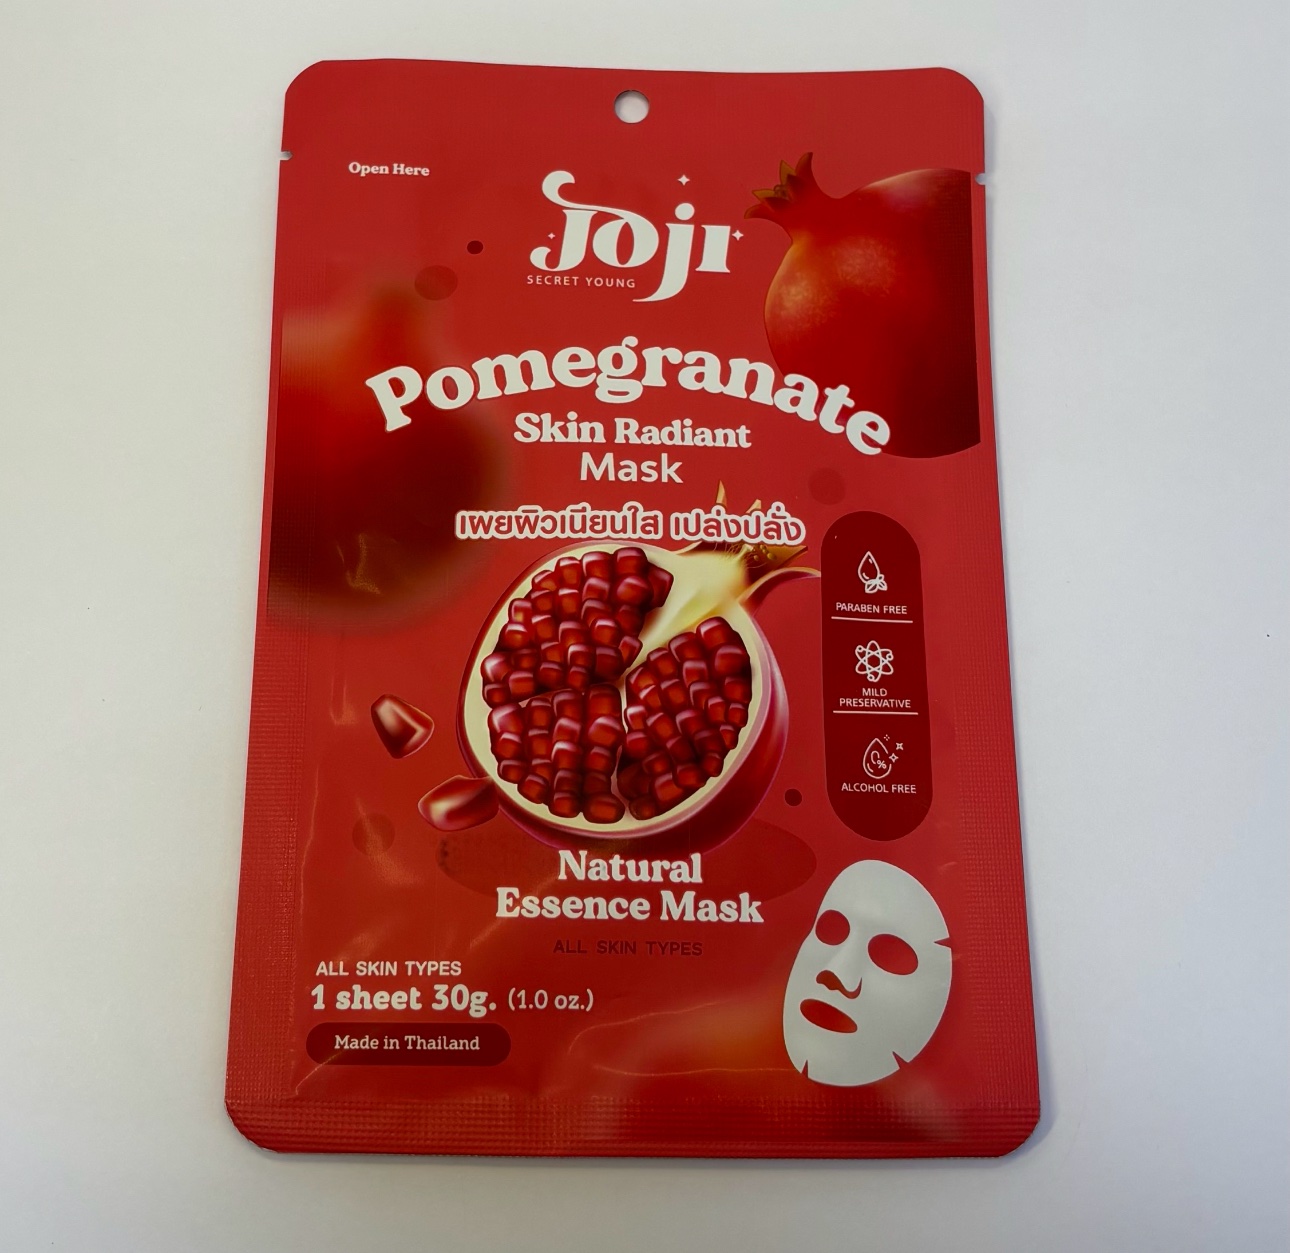 Open Here
Joji
SECRET YOUNG
Pomegranate
Skin Radiant
Mask
เผยผิวเนียนใส เปล่งปลั่ง
PARABEN FREE
MILD
PRESERVATIVE
%
ALCOHOL FREE
Natural
Essence Mask
ALL SKIN TYPES
ALL SKIN TYPES
1 sheet 30g. (1.0 oz.)
Made in Thailand